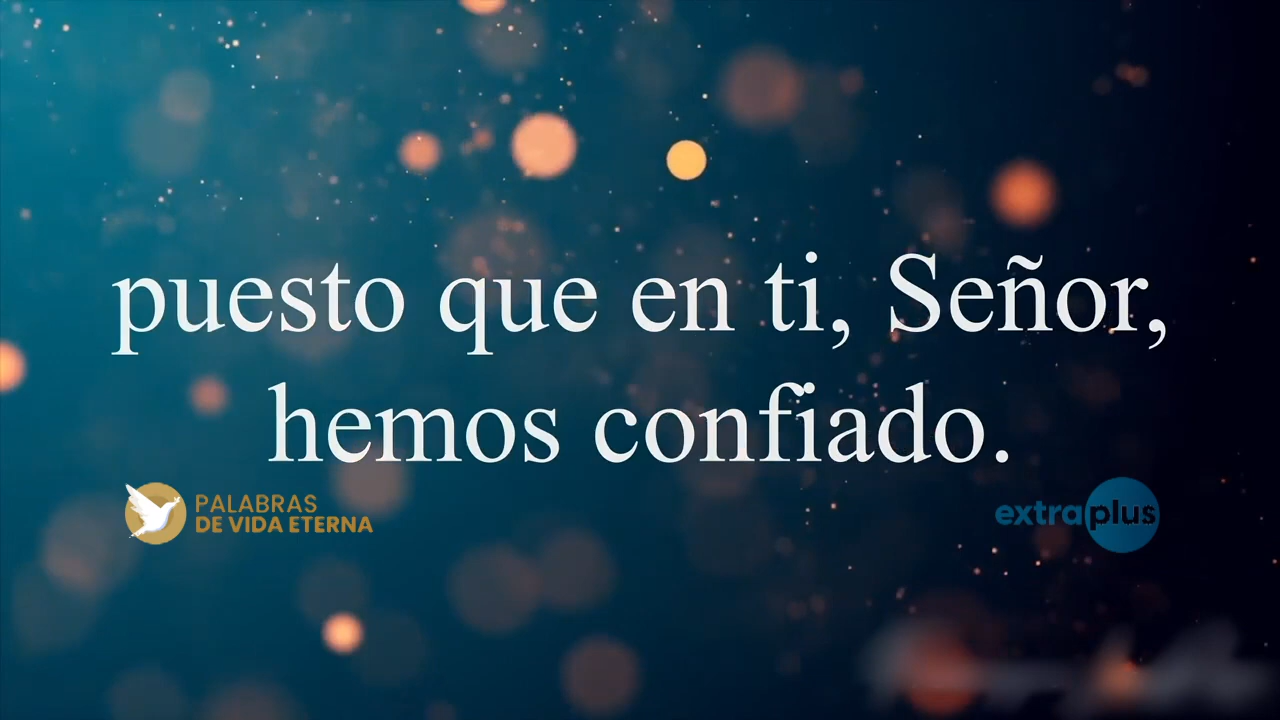 puesto que en ti, Señor,
hemos confiado.
PALABRAS
DE VIDA ETERNA
extraplus